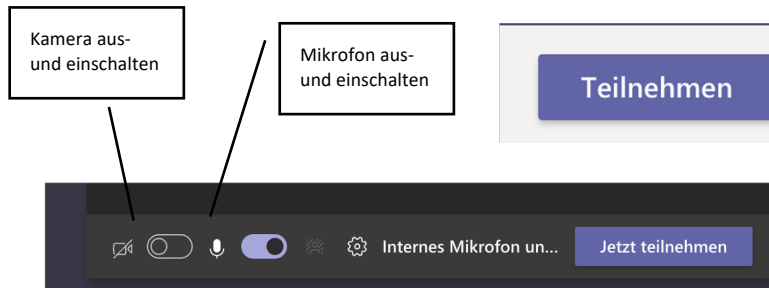 Kamera aus-
und einschalten
Mikrofon aus-
und einschalten
Teilnehmen
Internes Mikrofon un...
Jetzt teilnehmen